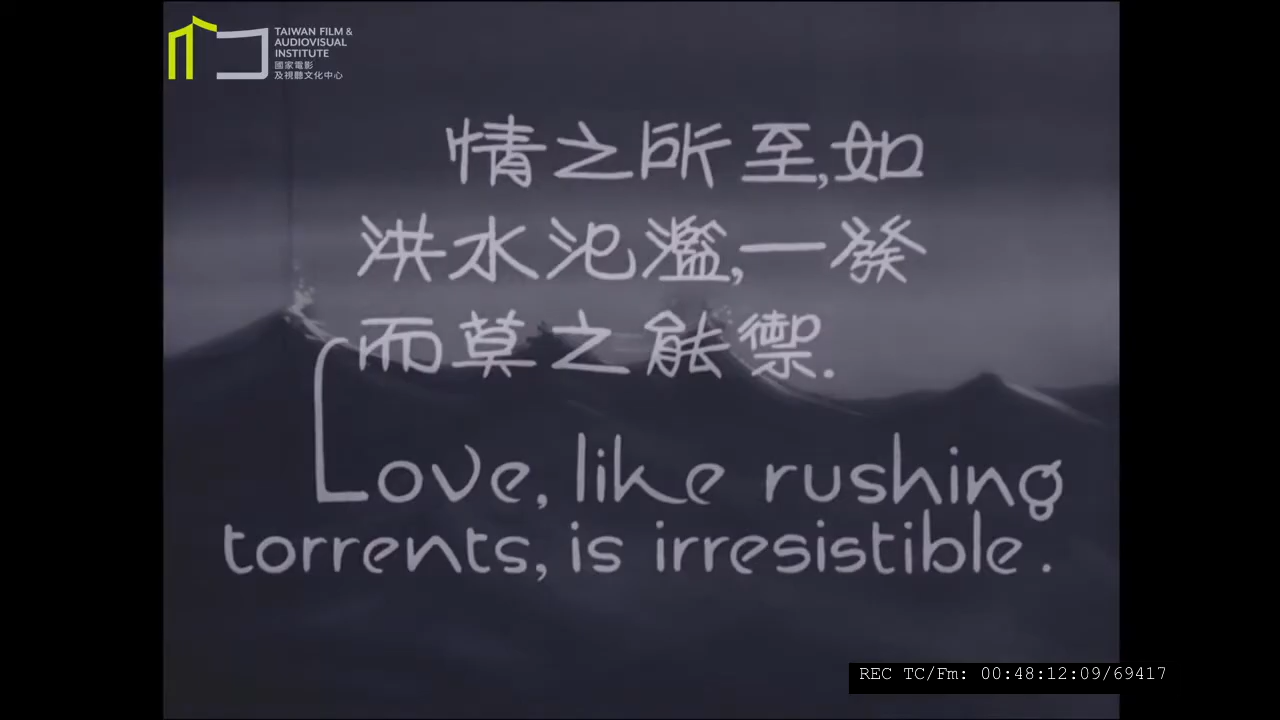 TAIWAN FILM &
AUDIOVISUAL
INSTITUTE
國家電影
及視聽文化中心
情之所至,如
洪水氾濫,一發
而莫之能禦.
Love, like rushing
torrents, is irresistible.
REC TC/Fm: 00:48:12:09/69417